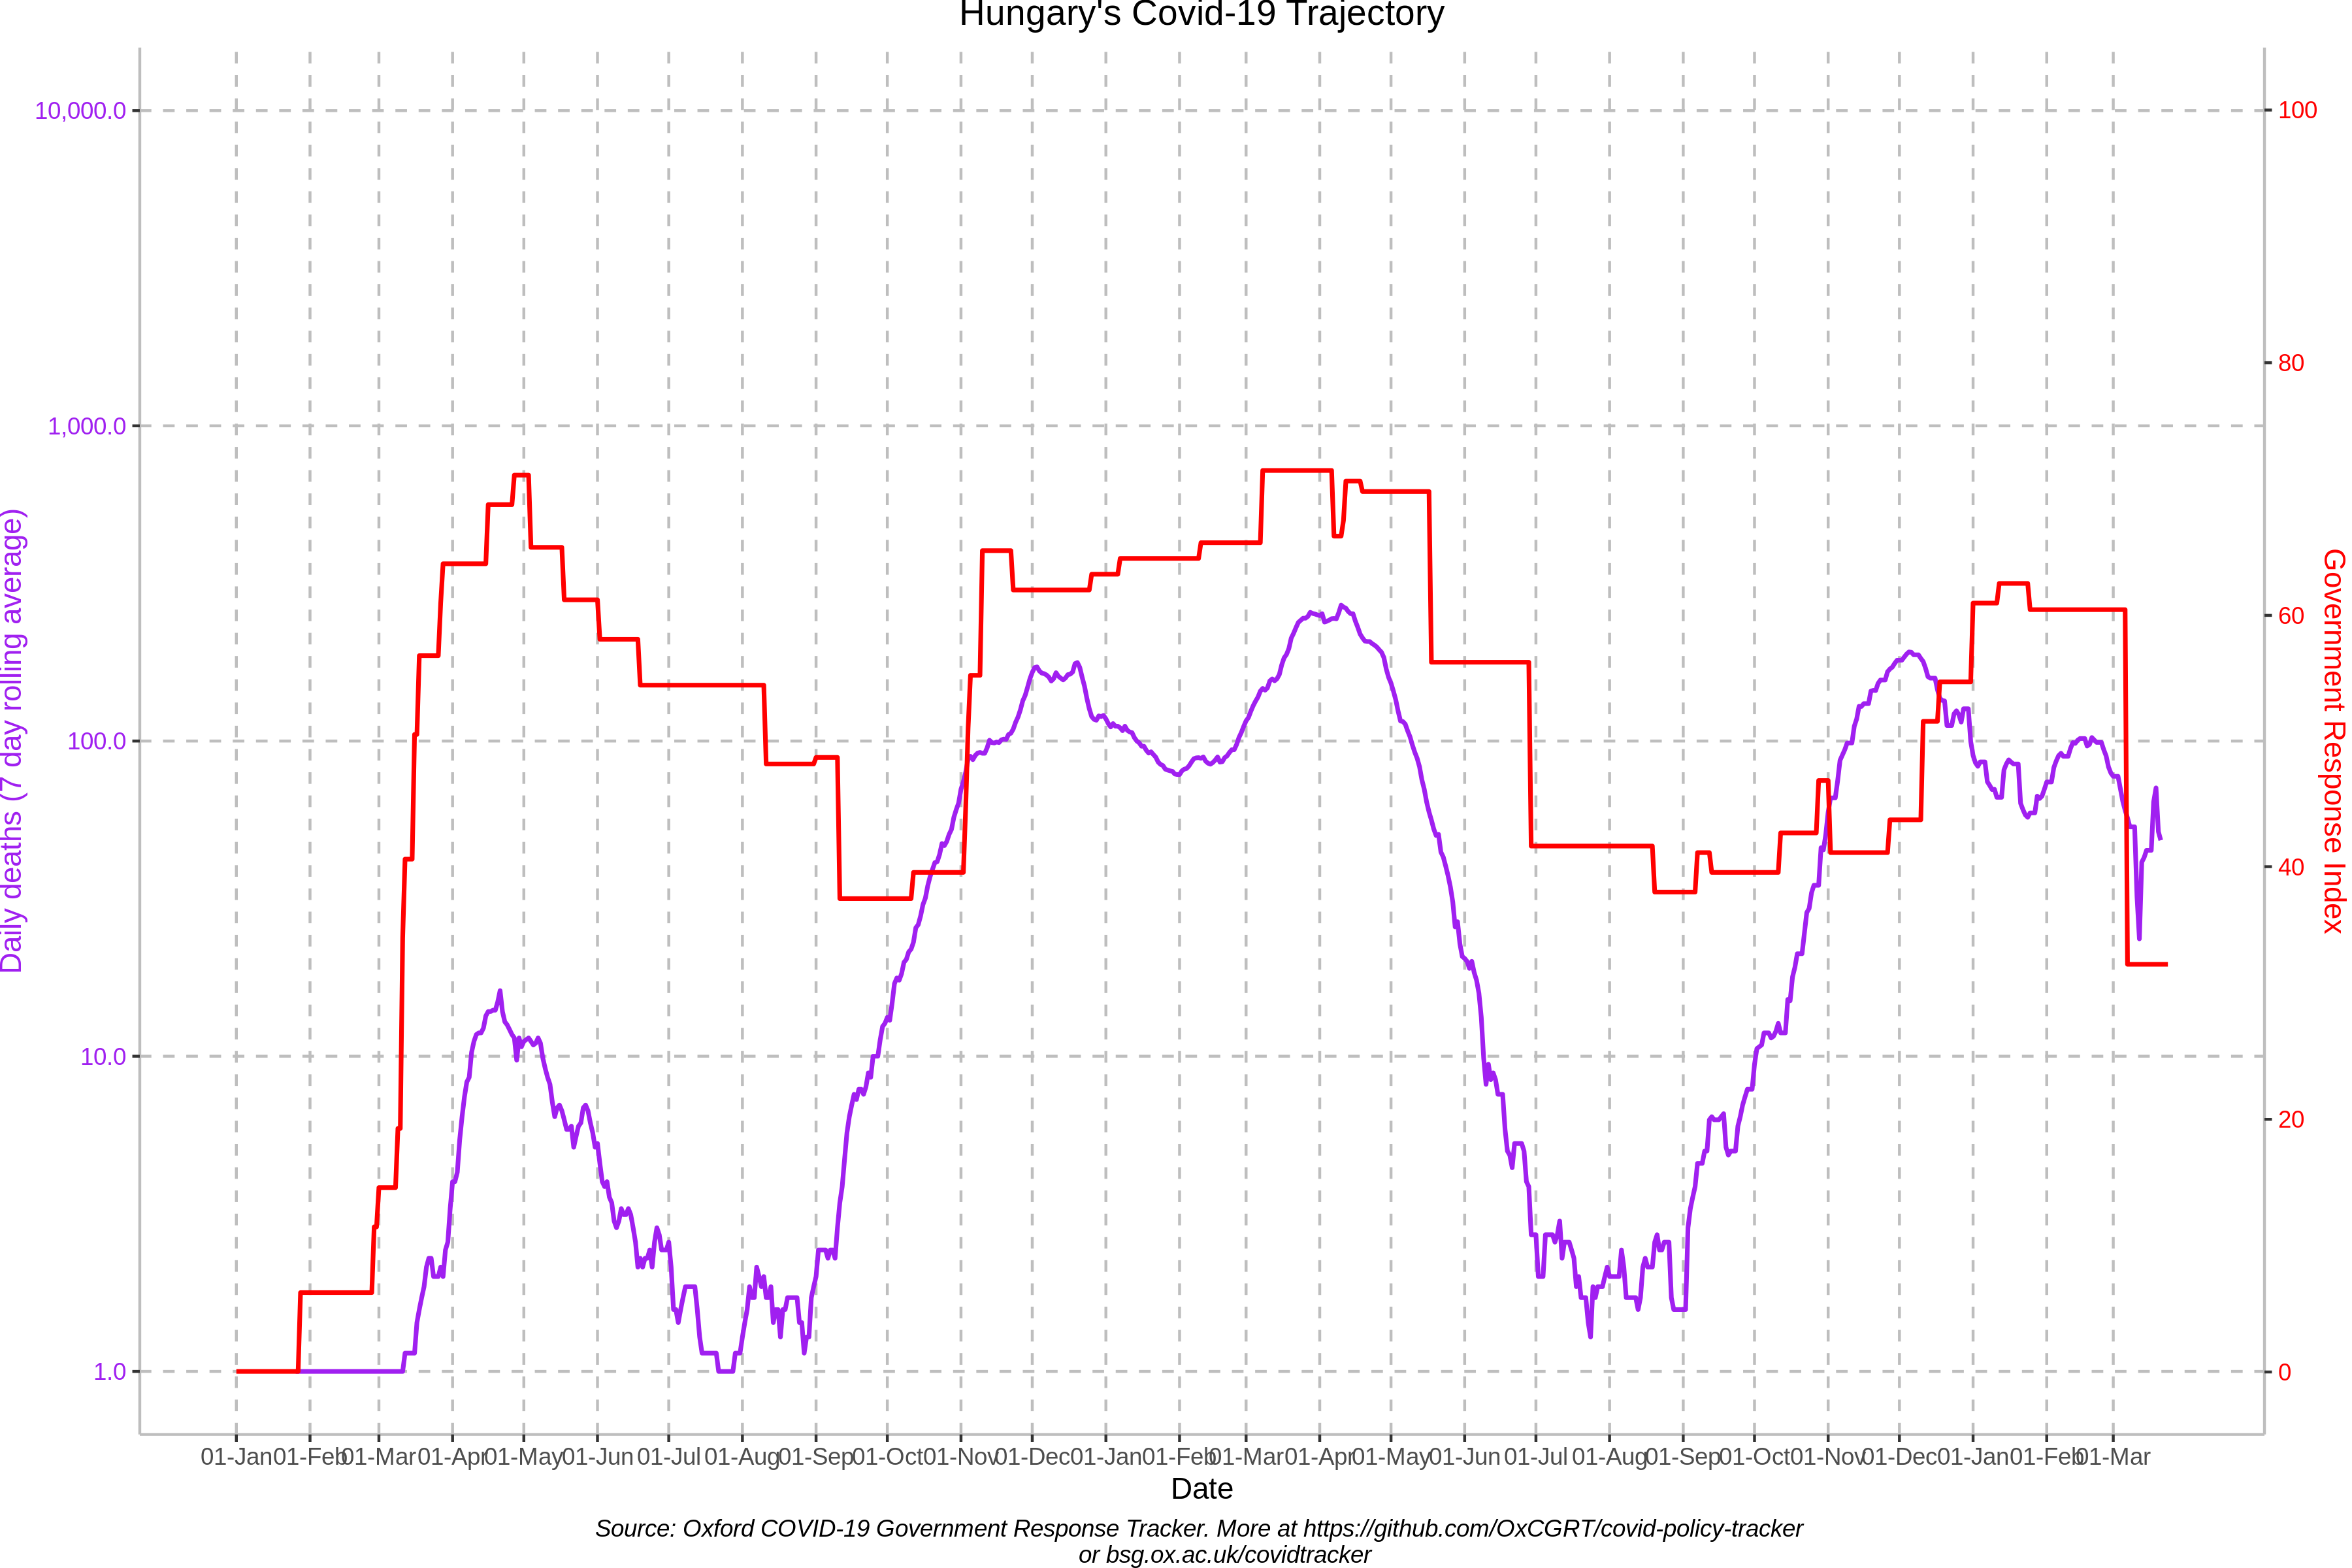 Hungary's Covid-19 Trajectory
10,000.0
1,000.0
100.0
10.0
1.0
Daily deaths (7 day rolling average)
100
80
60
40
20
0
Government Response Index
01-Jan 01-Feb 01-Mar 01-Apr 01-May 01-Jun 01-Jul 01-Aug 01-Sep 01-Oct 01-Nov 01-Dec 01-Jan 01-Feb 01-Mar 01-Apr 01-May 01-Jun 01-Jul 01-Aug 01-Sep 01-Oct 01-Nov 01-Dec 01-Jan 01-Feb 01-Mar
Date
Source: Oxford COVID-19 Government Response Tracker. More at https://github.com/OxCGRT/covid-policy-tracker
or bsg.ox.ac.uk/covidtracker